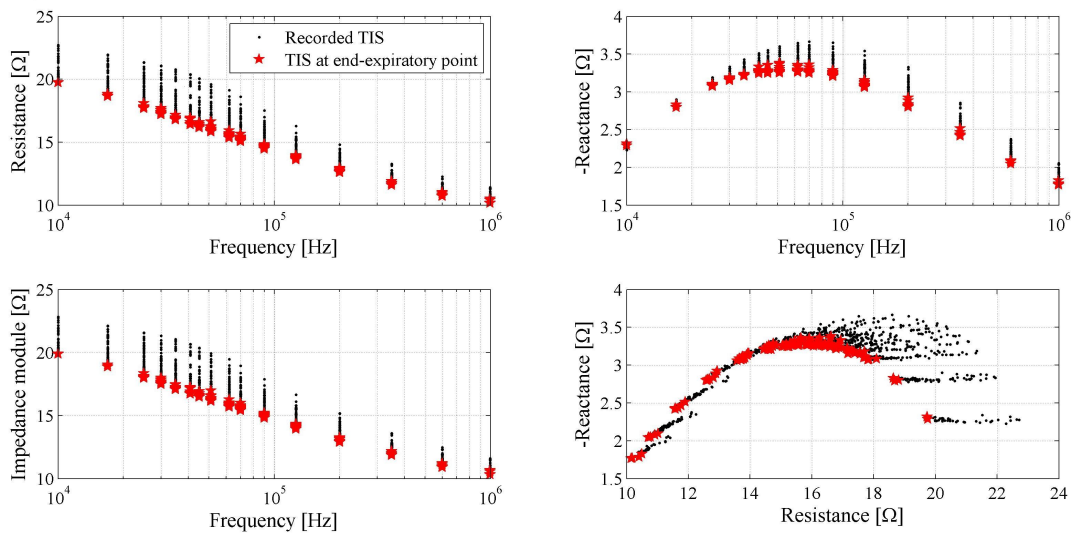 25
20
15
10
Resistance [Ω]
Recorded TIS
TIS at end-expiratory point
10^4
10^5
10^6
Frequency [Hz]
4
3.5
3
2.5
2
1.5
-Reactance [Ω]
10^4
10^5
10^6
Frequency [Hz]
25
20
15
10
Impedance module [Ω]
10^4
10^5
10^6
Frequency [Hz]
4
3.5
3
2.5
2
1.5
-Reactance [Ω]
10 12 14 16 18 20 22 24
Resistance [Ω]